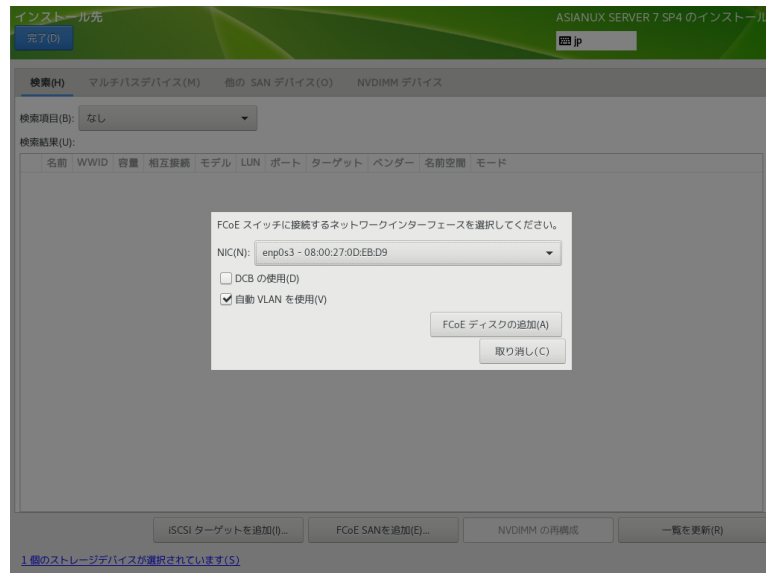 インストール先
ASIANUX SERVER 7 SP4 のインストール
完了(D)
jp
検索(H) マルチパスデバイス(M) 他の SAN デバイス(O) NVDIMM デバイス
検索項目(B): なし
検索結果(U):
名前 WWID 容量 相互接続 モデル LUN ポート ターゲット ベンダー 名前空間 モード
FCoE スイッチに接続するネットワークインターフェースを選択してください。
NIC(N): enp0s3 - 08:00:27:0D:EB:D9
DCB の使用(D)
自動 VLAN を使用(V)
FCoE ディスクの追加(A)
取り消し(C)
iSCSI ターゲットを追加(I)... FCoE SANを追加(E)... NVDIMM の再構成 一覧を更新(R)
1 個のストレージデバイスが選択されています(S)